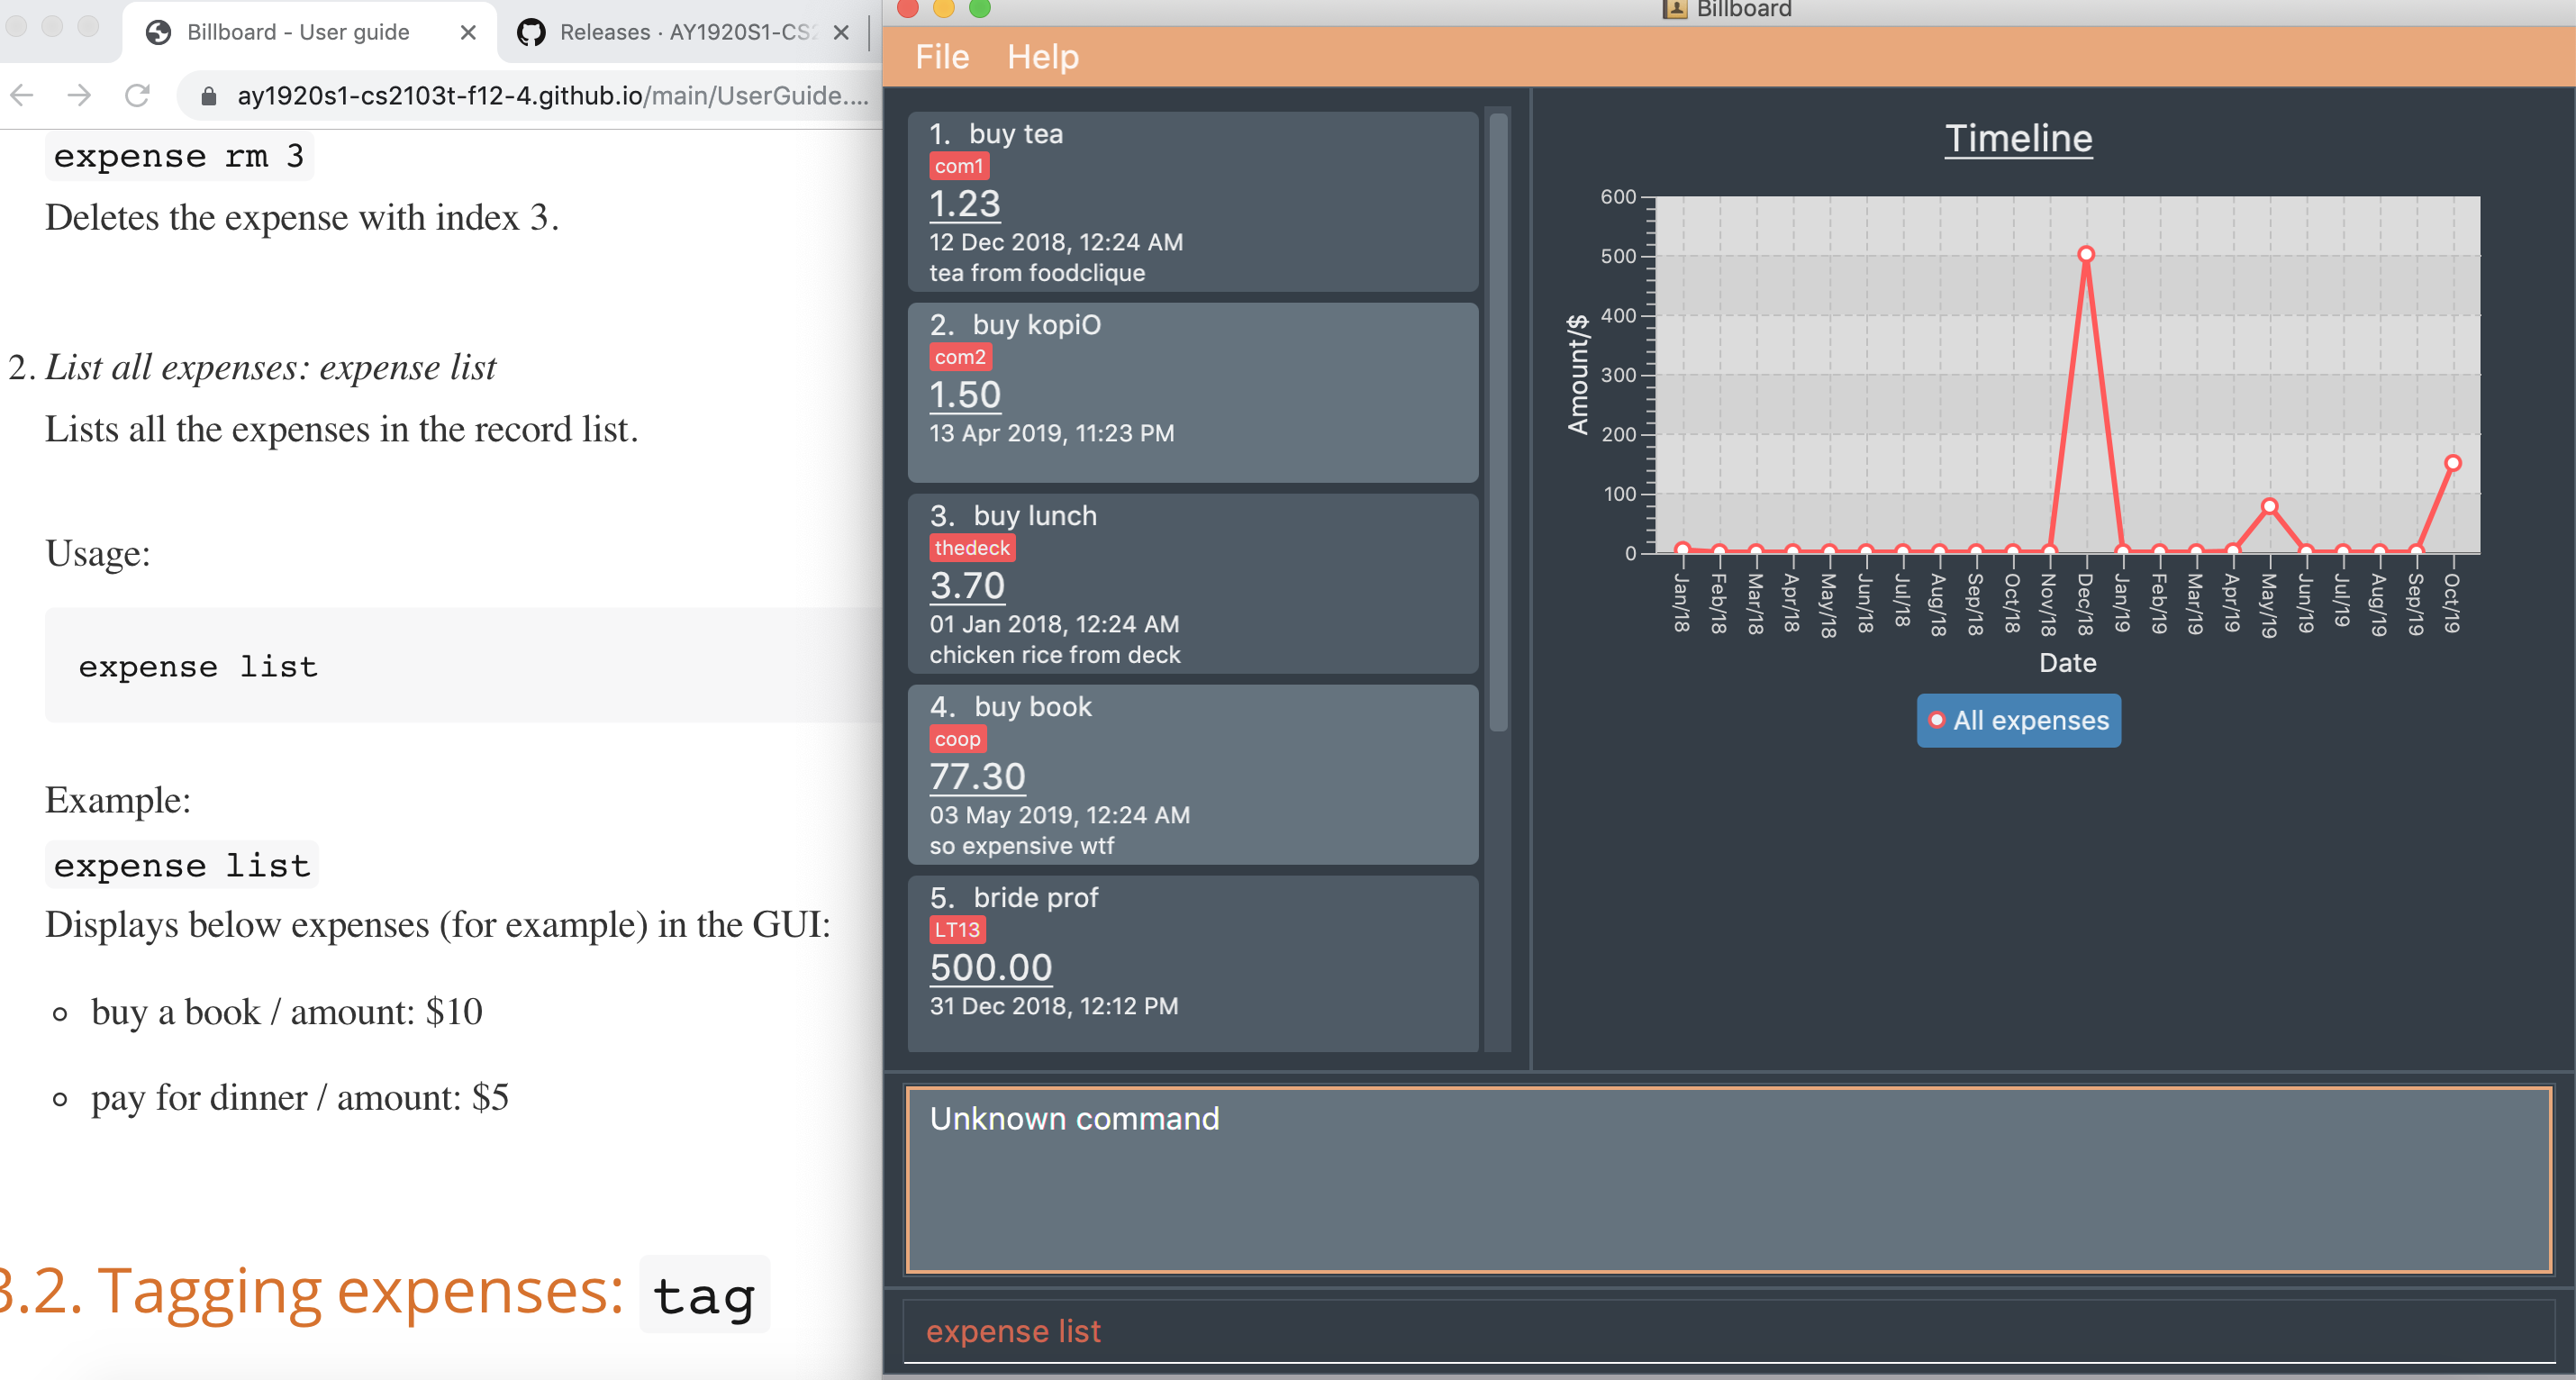 Billboard - User guide
Releases · AY1920S1-CS2
ay1920s1-cs2103t-f12-4.github.io/main/UserGuide....
expense rm 3
Deletes the expense with index 3.
2. List all expenses: expense list
Lists all the expenses in the record list.
Usage:
expense list
Example:
expense list
Displays below expenses (for example) in the GUI:
buy a book / amount: $10
pay for dinner / amount: $5
3.2. Tagging expenses: tag
Billboard
File Help
1. buy tea
com1
1.23
12 Dec 2018, 12:24 AM
tea from foodclique
2. buy kopiO
com2
1.50
13 Apr 2019, 11:23 PM
3. buy lunch
thedeck
3.70
01 Jan 2018, 12:24 AM
chicken rice from deck
4. buy book
coop
77.30
03 May 2019, 12:24 AM
so expensive wtf
5. bride prof
LT13
500.00
31 Dec 2018, 12:12 PM
Timeline
Amount/$
600
500
400
300
200
100
0
Jan/18
Feb/18
Mar/18
Apr/18
May/18
Jun/18
Jul/18
Aug/18
Sep/18
Oct/18
Nov/18
Dec/18
Jan/19
Feb/19
Mar/19
Apr/19
May/19
Jun/19
Jul/19
Aug/19
Sep/19
Oct/19
Date
All expenses
Unknown command
expense list